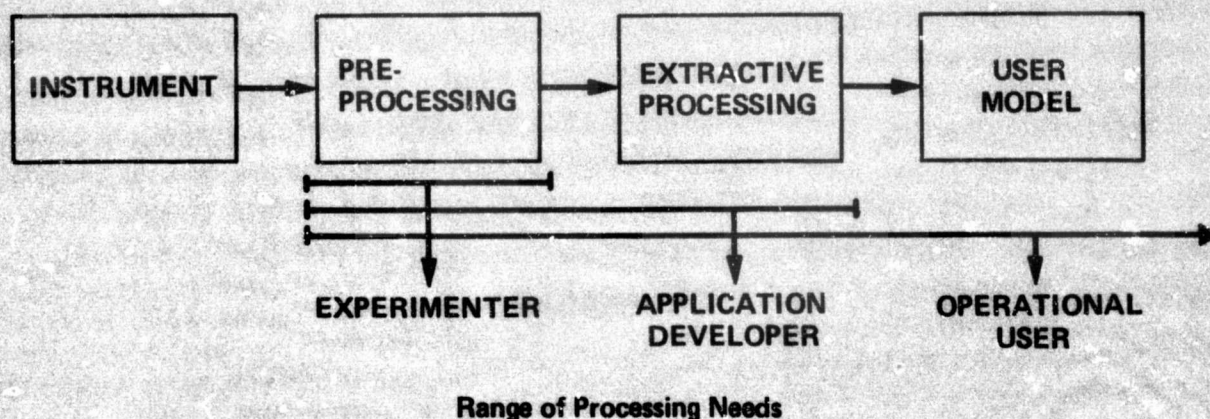 INSTRUMENT
PRE-
PROCESSING
EXTRACTIVE
PROCESSING
USER
MODEL
EXPERIMENTER
APPLICATION
DEVELOPER
OPERATIONAL
USER
Range of Processing Needs